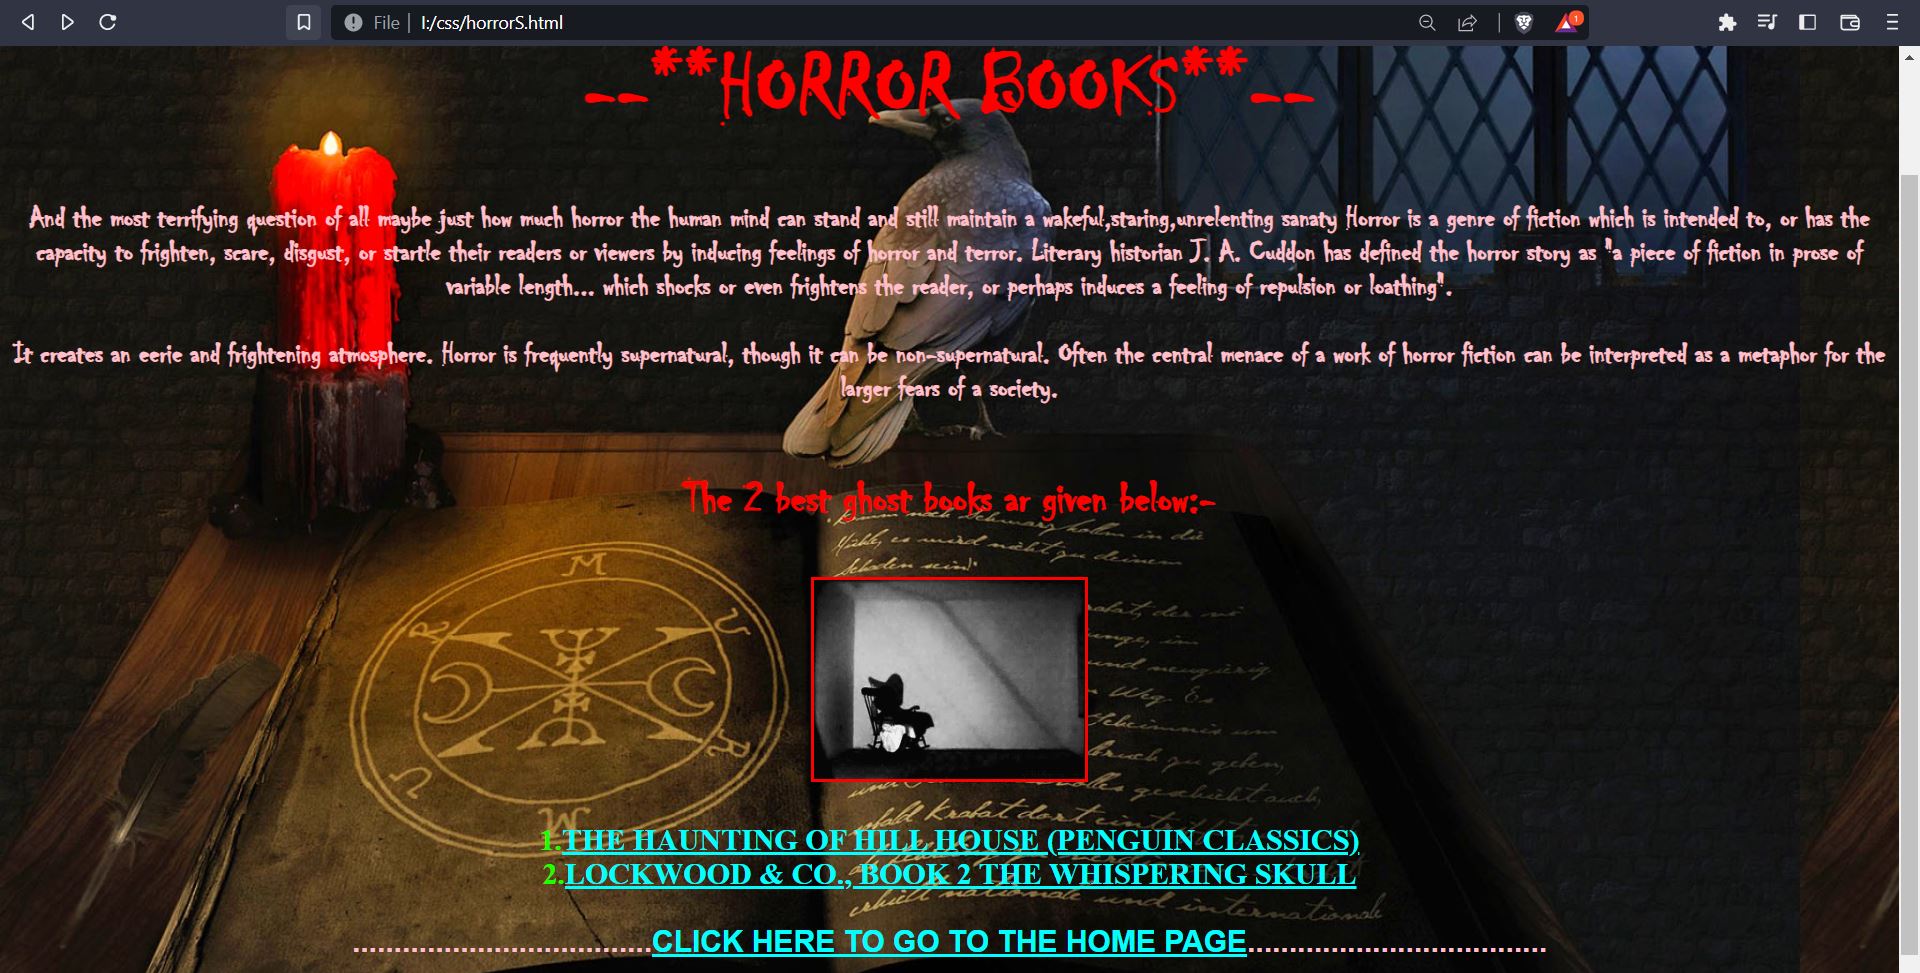 File | I:/css/horrorS.html
1
--**HORROR BOOKS**--
And the most terrifying question of all maybe just how much horror the human mind can stand and still maintain a wakeful,staring,unrelenting sanaty Horror is a genre of fiction which is intended to, or has the
capacity to frighten, scare, disgust, or startle their readers or viewers by inducing feelings of horror and terror. Literary historian J. A. Cuddon has defined the horror story as "a piece of fiction in prose of
variable length... which shocks or even frightens the reader, or perhaps induces a feeling of repulsion or loathing".
It creates an eerie and frightening atmosphere. Horror is frequently supernatural, though it can be non-supernatural. Often the central menace of a work of horror fiction can be interpreted as a metaphor for the
larger fears of a society.
The 2 best ghost books ar given below:-
1.THE HAUNTING OF HILL HOUSE (PENGUIN CLASSICS)
2.LOCKWOOD & CO., BOOK 2 THE WHISPERING SKULL
....................................CLICK HERE TO GO TO THE HOME PAGE....................................